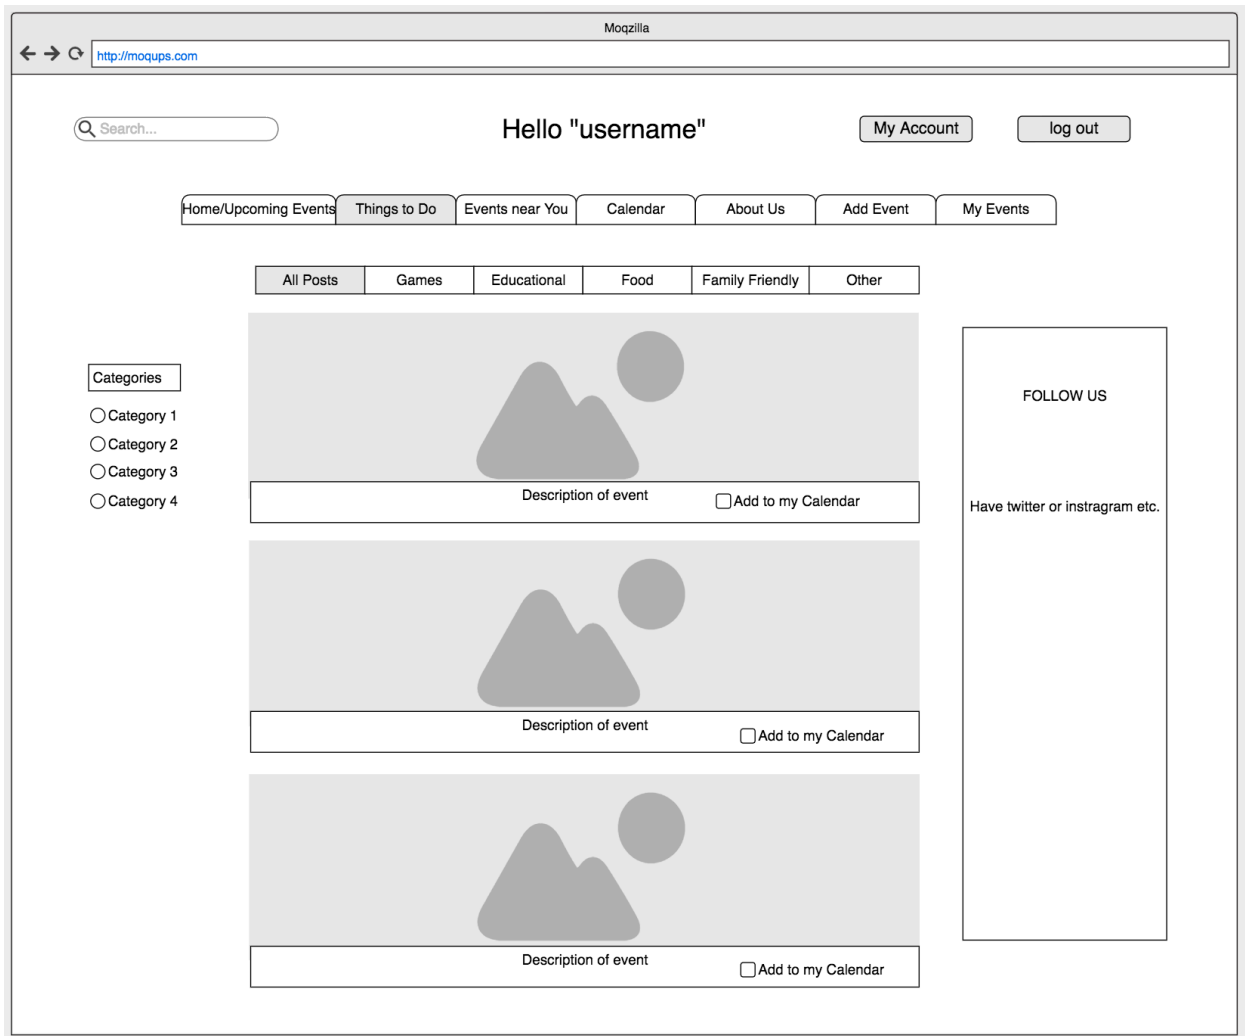 Moqzilla
http://moqups.com
Search...
Hello "username"
My Account
log out
Home/Upcoming Events
Things to Do
Events near You
Calendar
About Us
Add Event
My Events
All Posts
Games
Educational
Food
Family Friendly
Other
Categories
Category 1
Category 2
Category 3
Category 4
Description of event
Add to my Calendar
Description of event
Add to my Calendar
Description of event
Add to my Calendar
FOLLOW US
Have twitter or instragram etc.